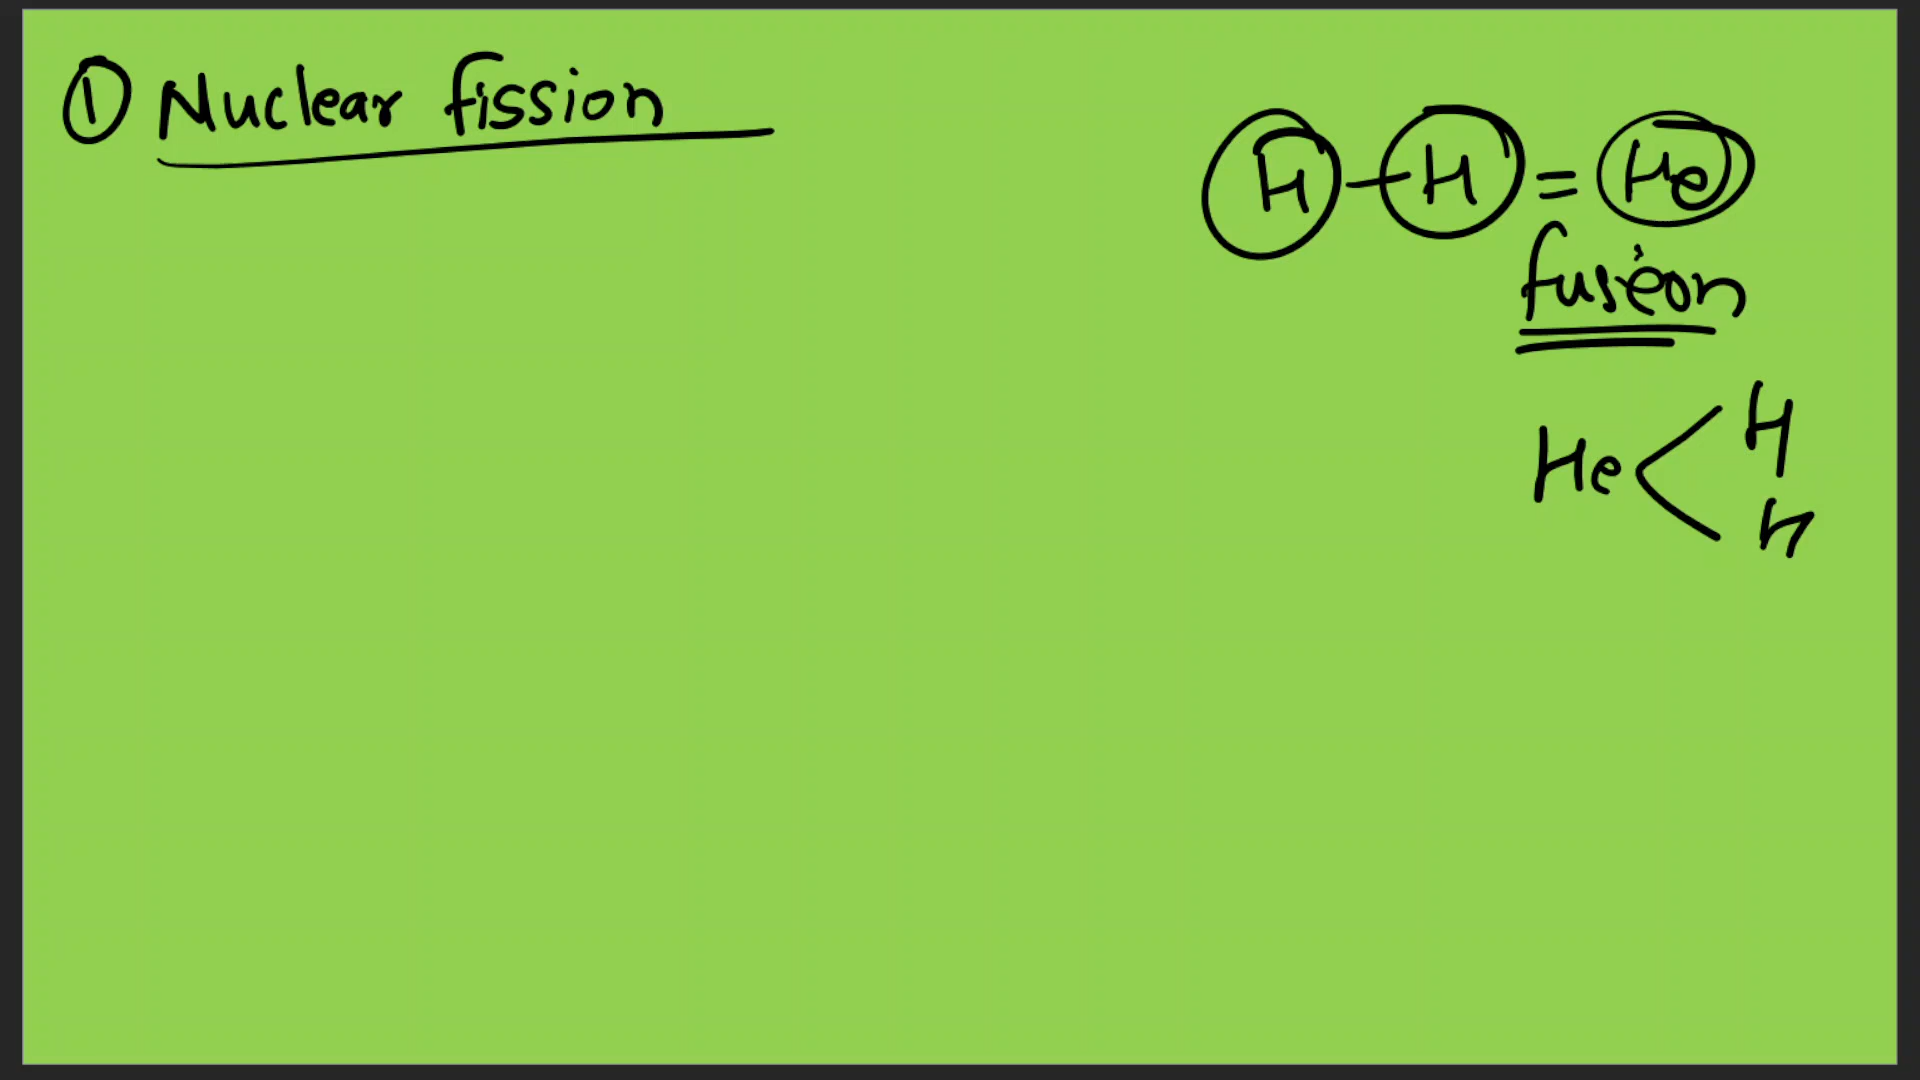 ① Nuclear fission
H - H = He
fusion
He < H
H